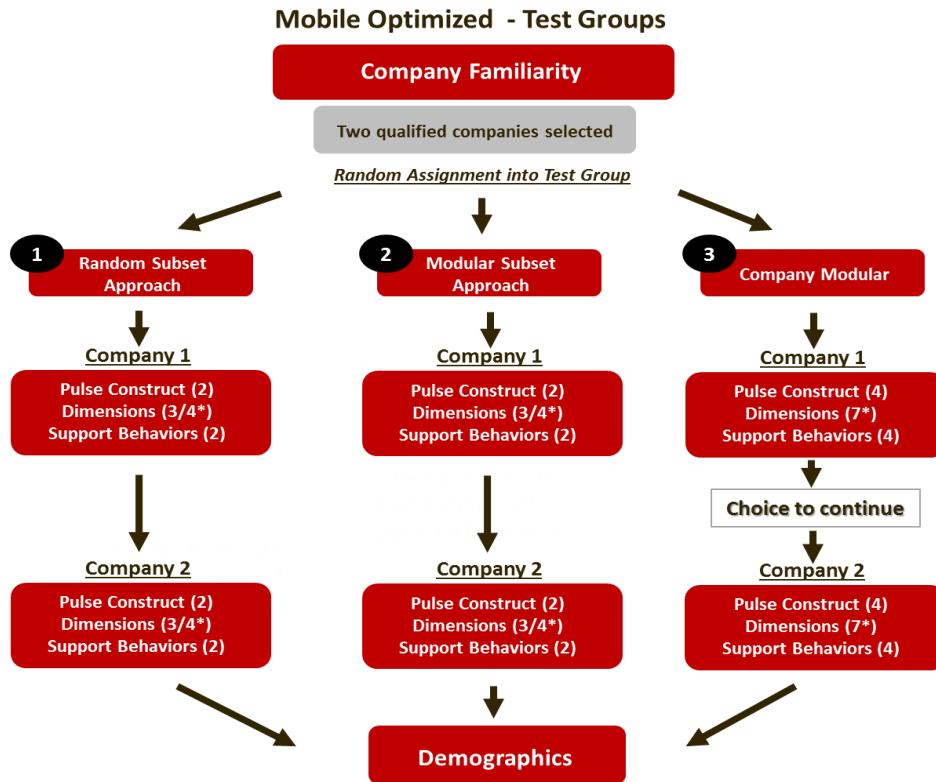 Mobile Optimized - Test Groups
Company Familiarity
Two qualified companies selected
Random Assignment into Test Group
1
Random Subset
Approach
2
Modular Subset
Approach
3
Company Modular
Company 1
Pulse Construct (2)
Dimensions (3/4*)
Support Behaviors (2)
Company 1
Pulse Construct (2)
Dimensions (3/4*)
Support Behaviors (2)
Company 1
Pulse Construct (4)
Dimensions (7*)
Support Behaviors (4)
Choice to continue
Company 2
Pulse Construct (2)
Dimensions (3/4*)
Support Behaviors (2)
Company 2
Pulse Construct (2)
Dimensions (3/4*)
Support Behaviors (2)
Company 2
Pulse Construct (4)
Dimensions (7*)
Support Behaviors (4)
Demographics